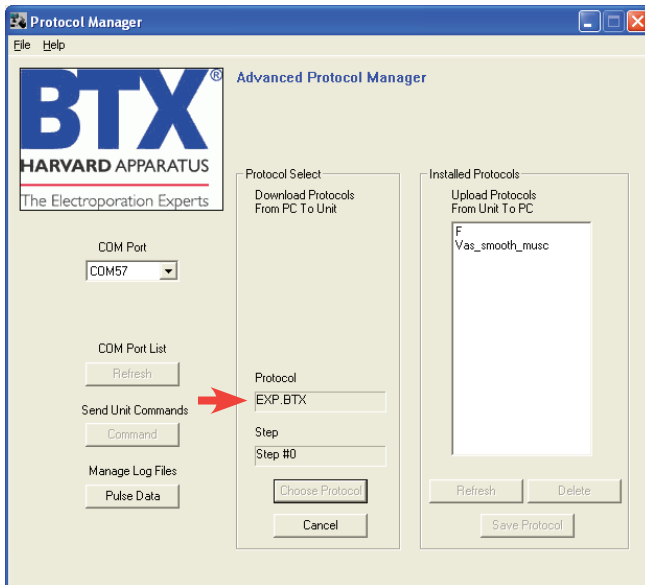 Protocol Manager
File Help
BTX®
HARVARD APPARATUS
The Electroporation Experts
Advanced Protocol Manager
COM Port
COM57
COM Port List
Refresh
Send Unit Commands
Command
Manage Log Files
Pulse Data
Protocol Select
Download Protocols
From PC To Unit
Protocol
EXP.BTX
Step
Step #0
Choose Protocol
Cancel
Installed Protocols
Upload Protocols
From Unit To PC
F
Vas_smooth_musc
Refresh Delete
Save Protocol